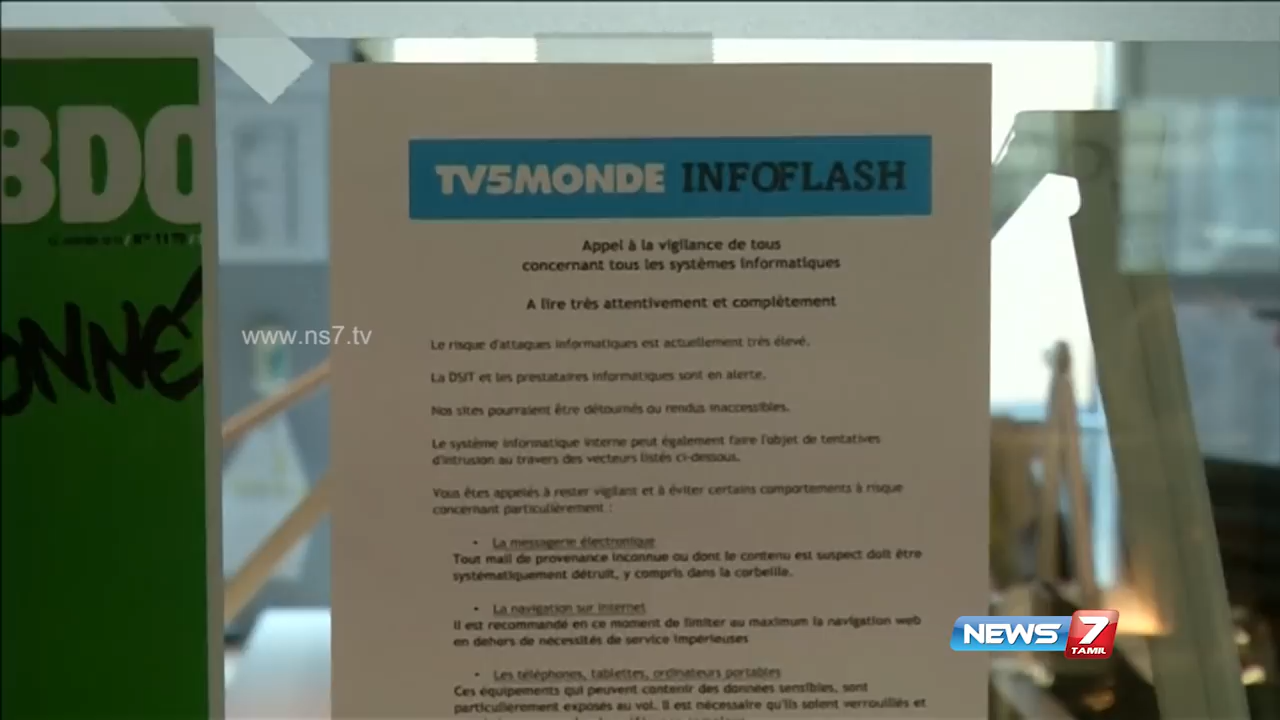 BDO
N° 1179
ONNÉ
www.ns7.tv
TV5MONDE INFOFLASH
Appel à la vigilance de tous
concernant tous les systèmes informatiques
A lire très attentivement et complètement
Le risque d'attaques informatiques est actuellement très élevé.
La DSIT et les prestataires informatiques sont en alerte.
Nos sites pourraient être détournés ou rendus inaccessibles.
Le système informatique interne peut également faire l'objet de tentatives
d'intrusion au travers des vecteurs listés ci-dessous.
Vous êtes appelés à rester vigilant et à éviter certains comportements à risque
concernant particulièrement :
• La messagerie électronique
Tout mail de provenance inconnue ou dont le contenu est suspect doit être
systématiquement détruit, y compris dans la corbeille.
• La navigation sur internet
Il est recommandé en ce moment de limiter au maximum la navigation web
en dehors de nécessités de service impérieuses
• Les téléphones, tablettes, ordinateurs portables
Ces équipements qui peuvent contenir des données sensibles, sont
particulièrement exposés au vol. Il est nécessaire qu'ils soient verrouillés et
NEWS 7
TAMIL